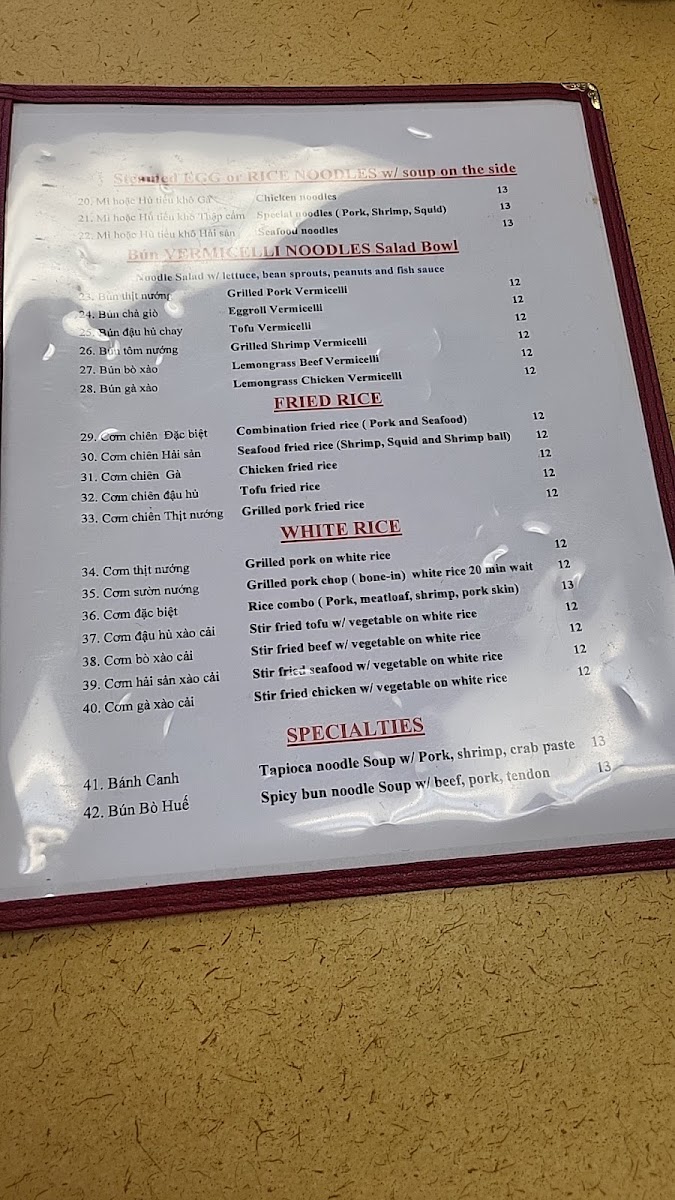 Steamed EGG or RICE NOODLES w/ soup on the side
20. Mì hoặc Hủ tiếu khô Gà Chicken noodles 13
21. Mì hoặc Hủ tiếu khô Thập cẩm Special noodles ( Pork, Shrimp, Squid) 13
22. Mì hoặc Hủ tiếu khô Hải sản Seafood noodles 13
Bún VERMICELLI NOODLES Salad Bowl
Noodle Salad w/ lettuce, bean sprouts, peanuts and fish sauce
23. Bún thịt nướng Grilled Pork Vermicelli 12
24. Bún chả giò Eggroll Vermicelli 12
25. Bún đậu hủ chay Tofu Vermicelli 12
26. Bún tôm nướng Grilled Shrimp Vermicelli 12
27. Bún bò xào Lemongrass Beef Vermicelli 12
28. Bún gà xào Lemongrass Chicken Vermicelli 12
FRIED RICE
29. Cơm chiên Đặc biệt Combination fried rice ( Pork and Seafood) 12
30. Cơm chiên Hải sản Seafood fried rice (Shrimp, Squid and Shrimp ball) 12
31. Cơm chiên Gà Chicken fried rice 12
32. Cơm chiên đậu hủ Tofu fried rice 12
33. Cơm chiên Thịt nướng Grilled pork fried rice 12
WHITE RICE
34. Cơm thịt nướng Grilled pork on white rice 12
35. Cơm sườn nướng Grilled pork chop ( bone-in) white rice 20 min wait 12
36. Cơm đặc biệt Rice combo ( Pork, meatloaf, shrimp, pork skin) 13
37. Cơm đậu hủ xào cải Stir fried tofu w/ vegetable on white rice 12
38. Cơm bò xào cải Stir fried beef w/ vegetable on white rice 12
39. Cơm hải sản xào cải Stir fried seafood w/ vegetable on white rice 12
40. Cơm gà xào cải Stir fried chicken w/ vegetable on white rice 12
SPECIALTIES
41. Bánh Canh Tapioca noodle Soup w/ Pork, shrimp, crab paste 13
42. Bún Bò Huế Spicy bun noodle Soup w/ beef, pork, tendon 13